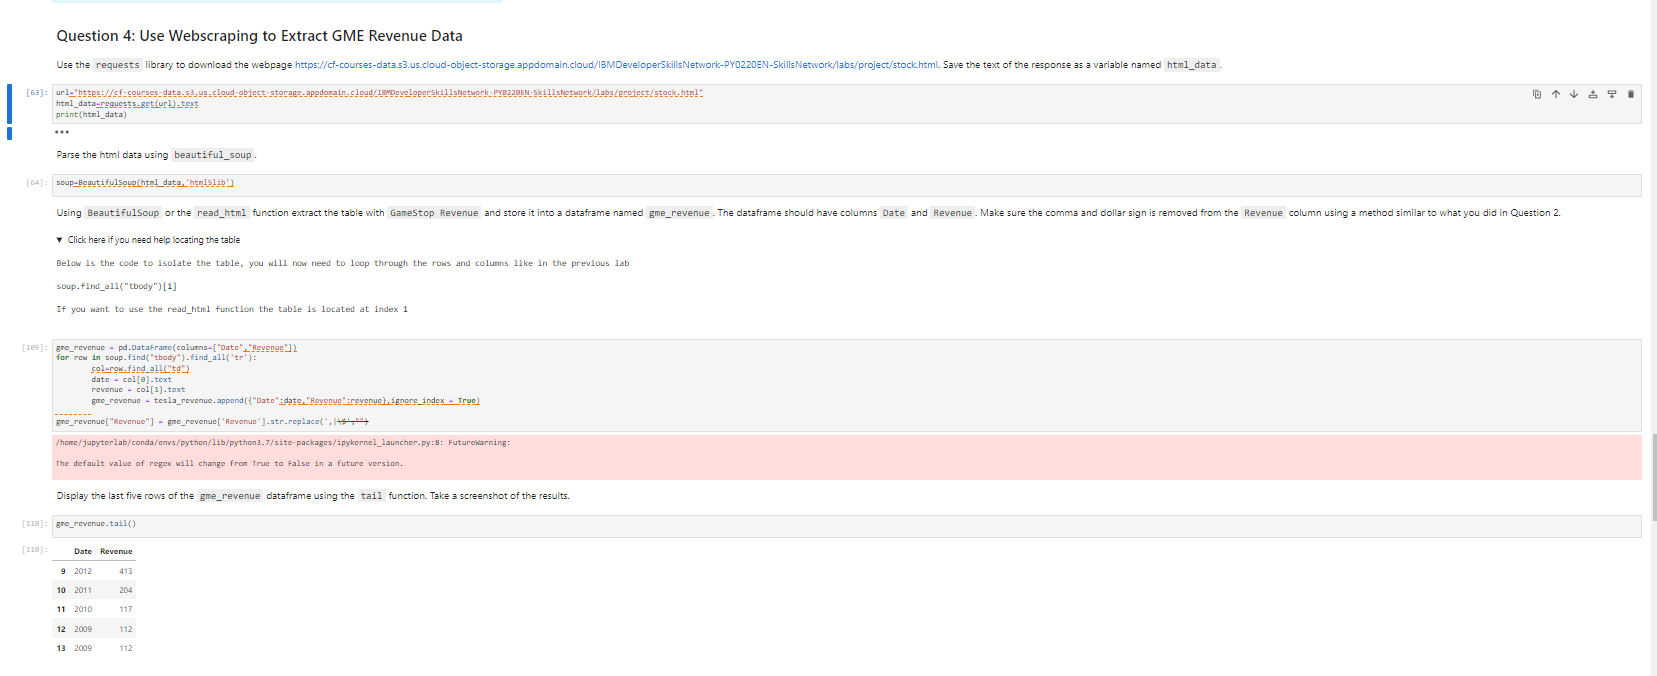 Question 4: Use Webscraping to Extract GME Revenue Data
Use the requests library to download the webpage https://cf-courses-data.s3.us.cloud-object-storage.appdomain.cloud/IBMDeveloperSkillsNetwork-PY0220EN-SkillsNetwork/labs/project/stock.html. Save the text of the response as a variable named html_data.
[63]: url="https://cf-courses-data.s3.us.cloud-object-storage.appdomain.cloud/IBMDeveloperSkillsNetwork-PY0220EN-SkillsNetwork/labs/project/stock.html"
html_data=requests.get(url).text
print(html_data)
•••
Parse the html data using beautiful_soup.
[64]: soup=BeautifulSoup(html_data,'html5lib')
Using BeautifulSoup or the read_html function extract the table with GameStop Revenue and store it into a dataframe named gme_revenue. The dataframe should have columns Date and Revenue. Make sure the comma and dollar sign is removed from the Revenue column using a method similar to what you did in Question 2.
▼ Click here if you need help locating the table
Below is the code to isolate the table, you will now need to loop through the rows and columns like in the previous lab
soup.find_all("tbody")[1]
If you want to use the read_html function the table is located at index 1
[109]: gme_revenue = pd.DataFrame(columns=["Date","Revenue"])
for row in soup.find("tbody").find_all('tr'):
col=row.find_all("td")
date = col[0].text
revenue = col[1].text
gme_revenue = tesla_revenue.append({"Date":date,"Revenue":revenue},ignore_index = True)
gme_revenue["Revenue"] = gme_revenue['Revenue'].str.replace(',|\$',"")
/home/jupyterlab/conda/envs/python/lib/python3.7/site-packages/ipykernel_launcher.py:8: FutureWarning:
The default value of regex will change from True to False in a future version.
Display the last five rows of the gme_revenue dataframe using the tail function. Take a screenshot of the results.
[110]: gme_revenue.tail()
[110]: Date Revenue
9 2012 413
10 2011 204
11 2010 117
12 2009 112
13 2009 112